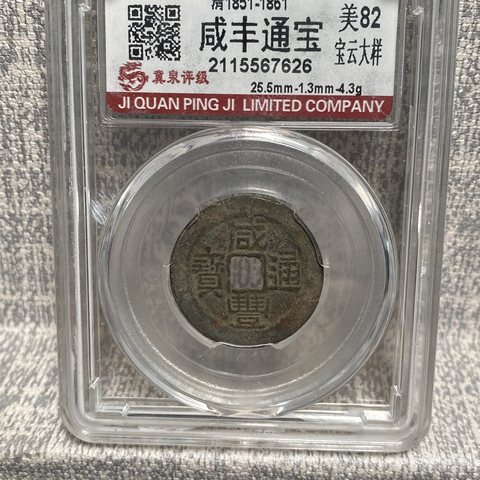 清1851-1861
美82
咸丰通宝
宝云大样
2115567626
冀泉评级
25.5mm-1.3mm-4.3g
JI QUAN PING JI LIMITED COMPANY
咸
寶 通
豐